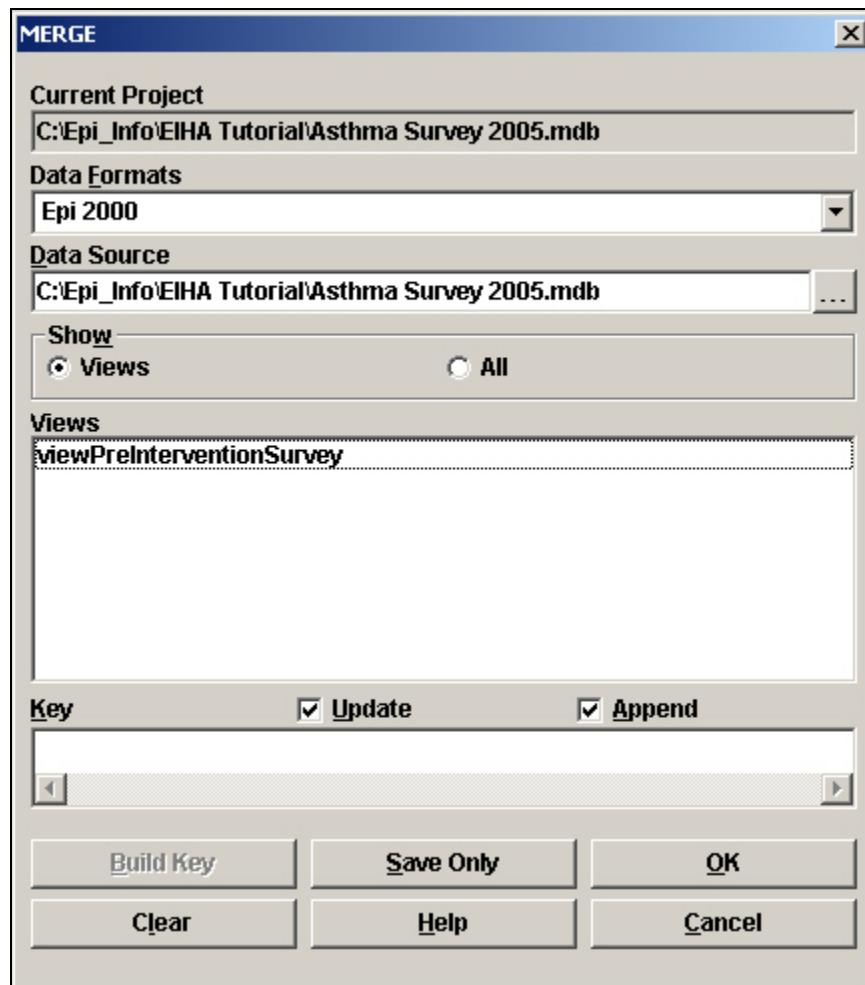 MERGE
Current Project
C:\Epi_Info\EIHA Tutorial\Asthma Survey 2005.mdb
Data Formats
Epi 2000
Data Source
C:\Epi_Info\EIHA Tutorial\Asthma Survey 2005.mdb
...
Show
Views All
Views
viewPreInterventionSurvey
Key Update Append
Build Key Save Only OK
Clear Help Cancel